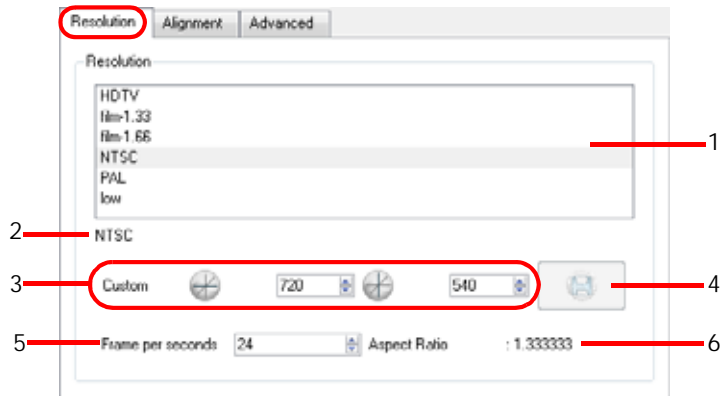 Resolution Alignment Advanced
Resolution
HDTV
film-1.33
film-1.66
NTSC
PAL
low
1
2 NTSC
3 Custom 720 540 4
5 Frame per seconds 24 Aspect Ratio : 1.333333 6